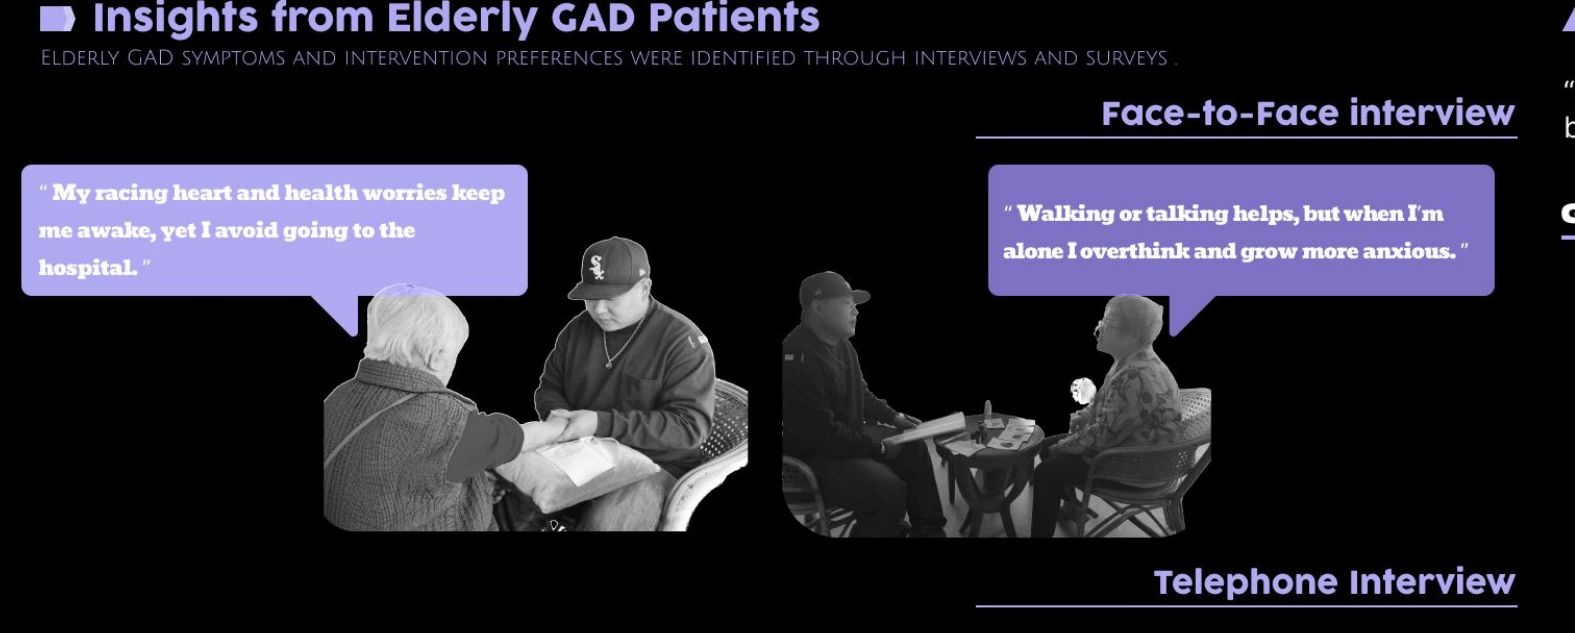 Insights from Elderly GAD Patients
Elderly GAD symptoms and intervention preferences were identified through interviews and surveys .
Face-to-Face interview
“ My racing heart and health worries keep
me awake, yet I avoid going to the
hospital. ”
“ Walking or talking helps, but when I'm
alone I overthink and grow more anxious. ”
Telephone Interview